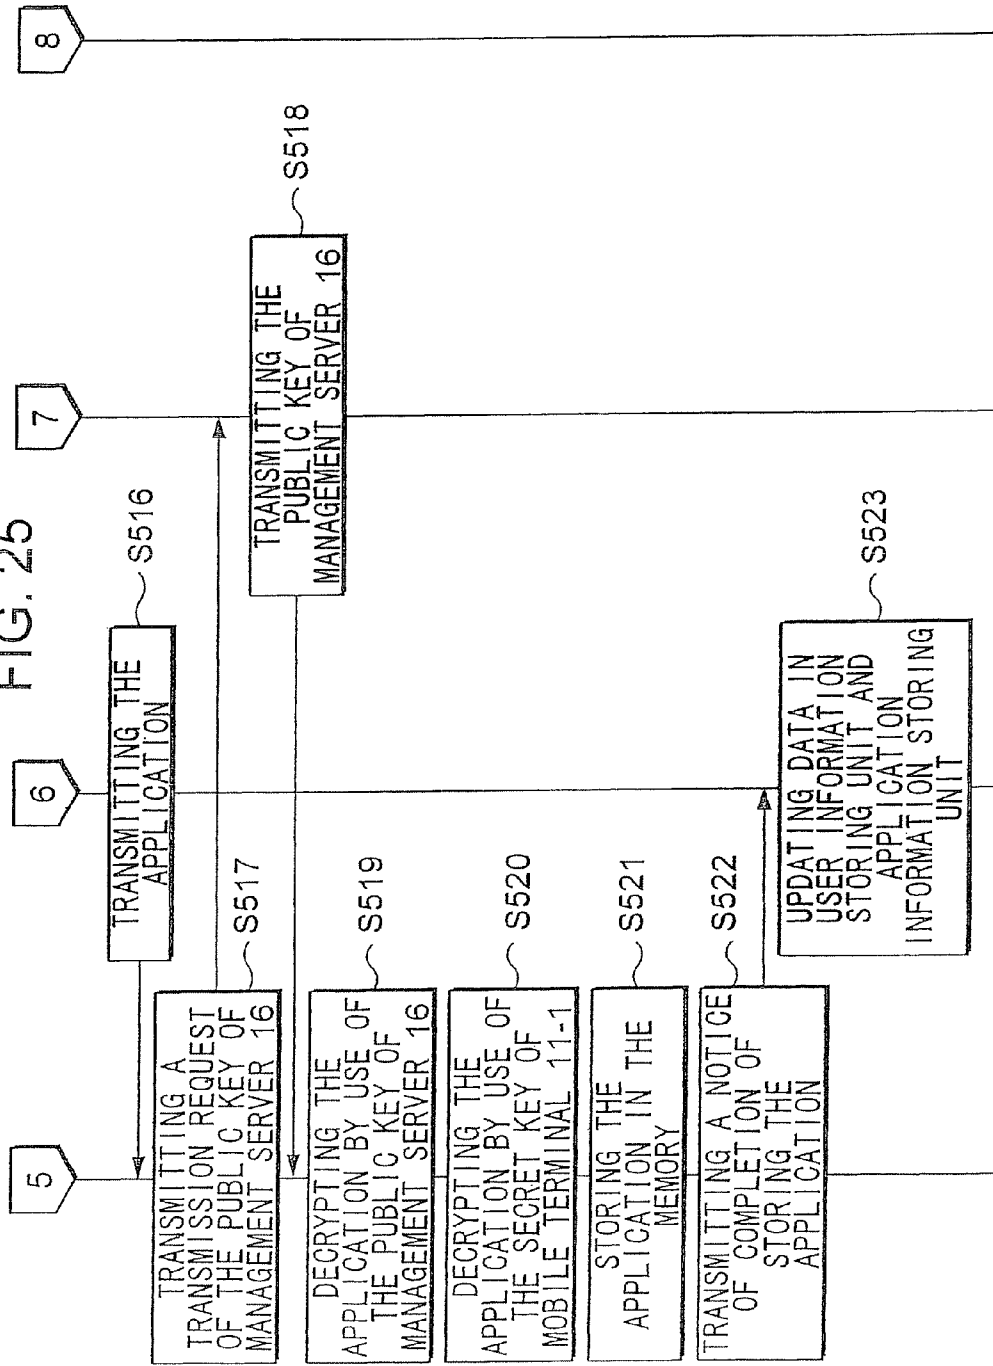 FIG. 25
5
6
7
8
TRANSMITTING THE
APPLICATION
S516
TRANSMITTING A
TRANSMISSION REQUEST
OF THE PUBLIC KEY OF
MANAGEMENT SERVER 16
S517
TRANSMITTING THE
PUBLIC KEY OF
MANAGEMENT SERVER 16
S518
DECRYPTING THE
APPLICATION BY USE OF
THE PUBLIC KEY OF
MANAGEMENT SERVER 16
S519
DECRYPTING THE
APPLICATION BY USE OF
THE SECRET KEY OF
MOBILE TERMINAL 11-1
S520
STORING THE
APPLICATION IN THE
MEMORY
S521
TRANSMITTING A NOTICE
OF COMPLETION OF
STORING THE
APPLICATION
S522
UPDATING DATA IN
USER INFORMATION
STORING UNIT AND
APPLICATION
INFORMATION STORING
UNIT
S523